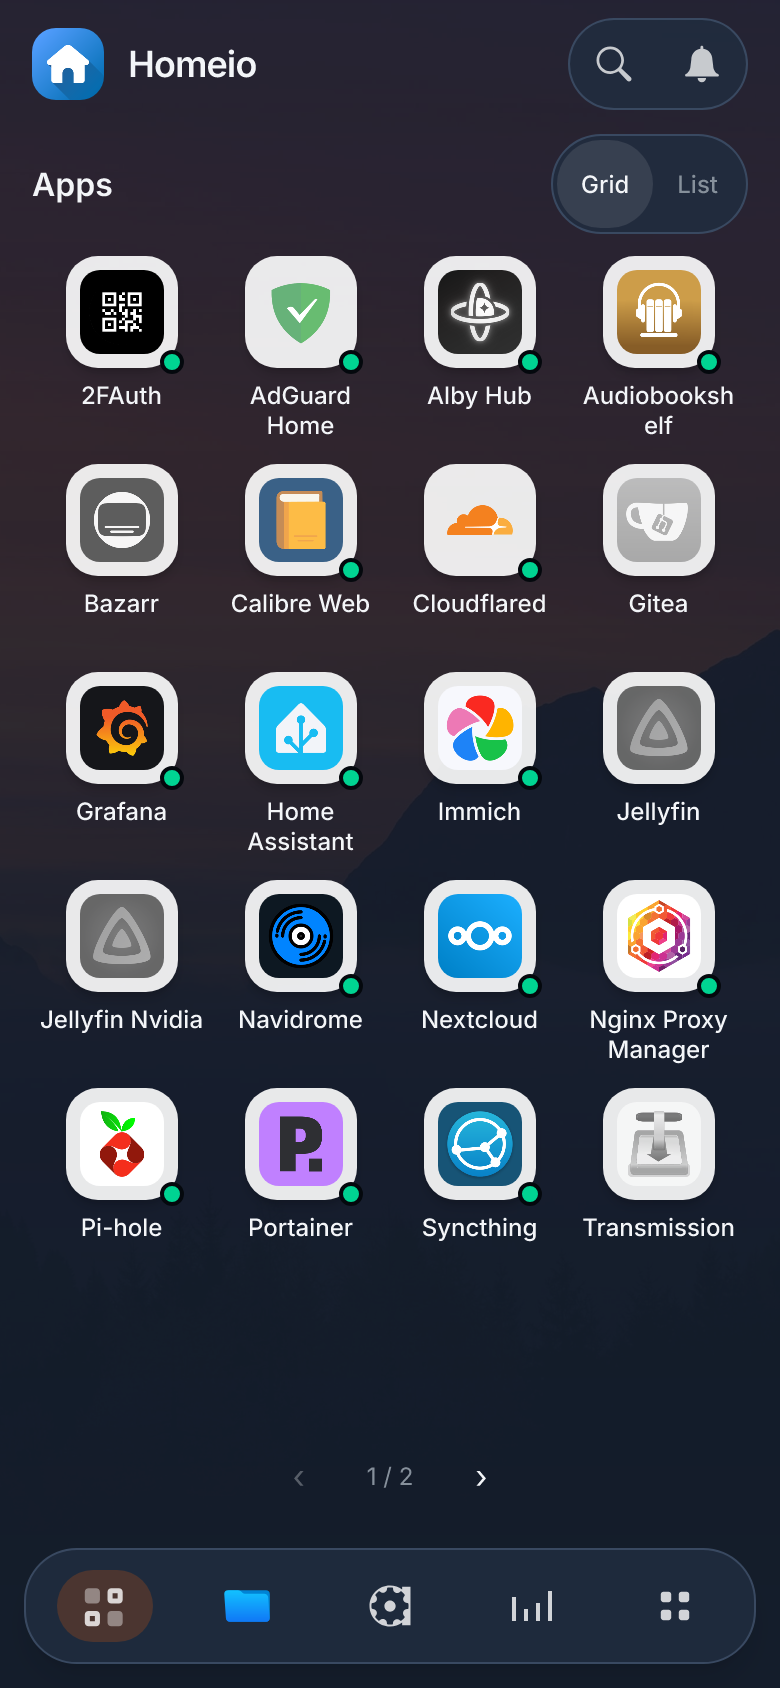 Homeio
Apps
Grid
List
2FAuth
AdGuard
Home
Alby Hub
Audiobooksh
elf
Bazarr
Calibre Web
Cloudflared
Gitea
Grafana
Home
Assistant
Immich
Jellyfin
Jellyfin Nvidia
Navidrome
Nextcloud
Nginx Proxy
Manager
P.
Pi-hole
Portainer
Syncthing
Transmission
‹ 1 / 2 ›